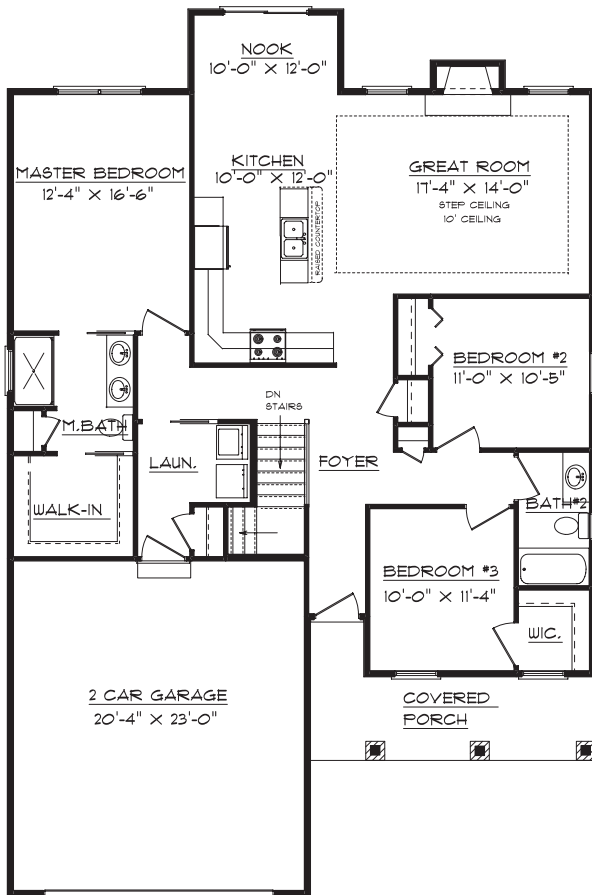 NOOK
10'-0" X 12'-0"
MASTER BEDROOM
12'-4" X 16'-6"
KITCHEN
10'-0" X 12'-0"
RAISED COUNTERTOP
GREAT ROOM
17'-4" X 14'-0"
STEP CEILING
10' CEILING
BEDROOM #2
11'-0" X 10'-5"
DN
STAIRS
M.BATH
LAUN.
FOYER
WALK-IN
BATH#2
BEDROOM #3
10'-0" X 11'-4"
WIC.
2 CAR GARAGE
20'-4" X 23'-0"
COVERED
PORCH